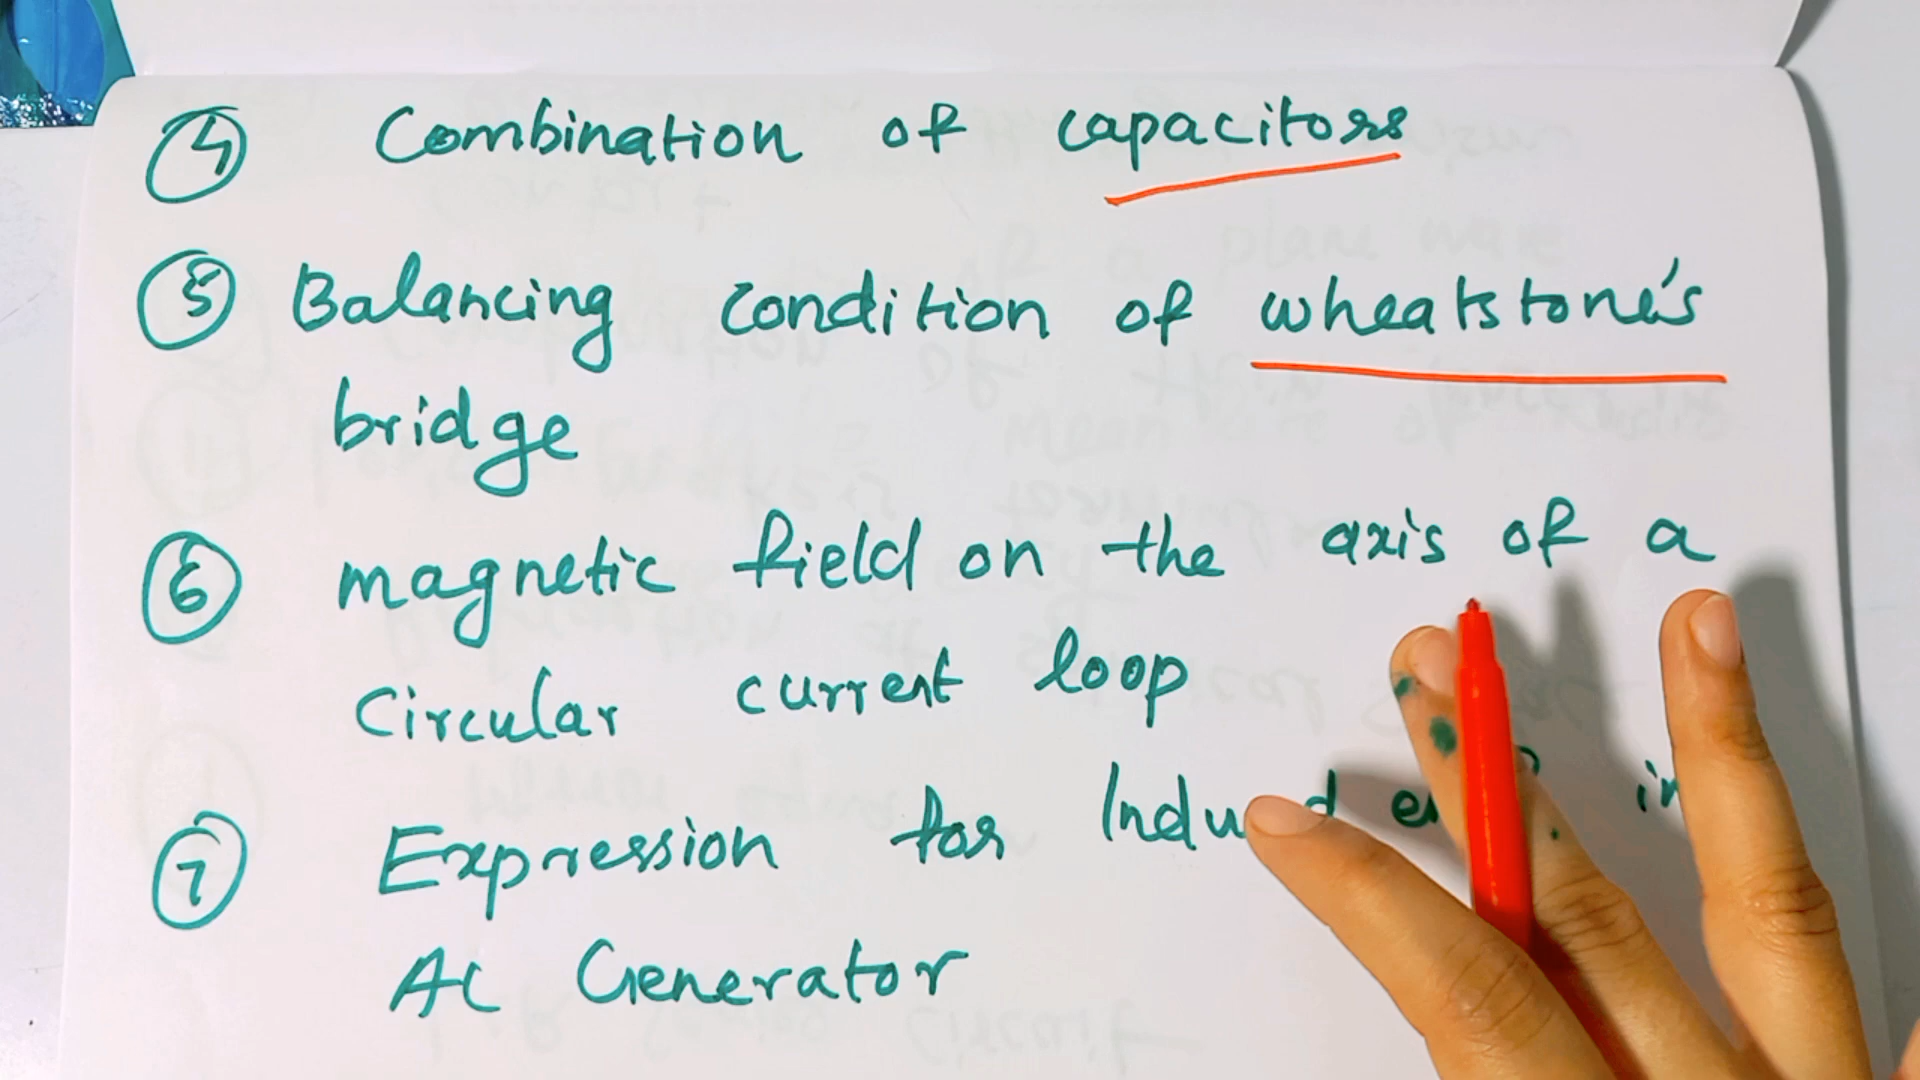 4 Combination of capacitors
5 Balancing condition of wheatstone's
bridge
6 magnetic field on the axis of a
Circular current loop
7 Expression for in
AC Generator